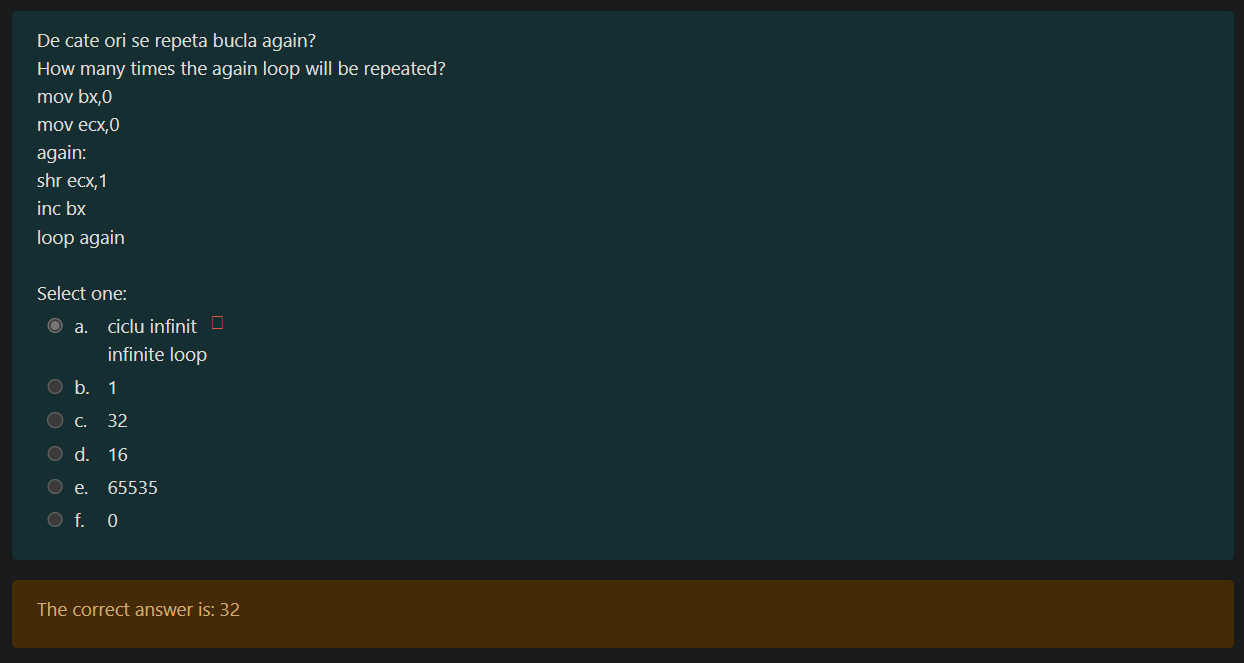 De cate ori se repeta bucla again?
How many times the again loop will be repeated?
mov bx,0
mov ecx,0
again:
shr ecx,1
inc bx
loop again
Select one:
a. ciclu infinit
infinite loop
b. 1
c. 32
d. 16
e. 65535
f. 0
The correct answer is: 32